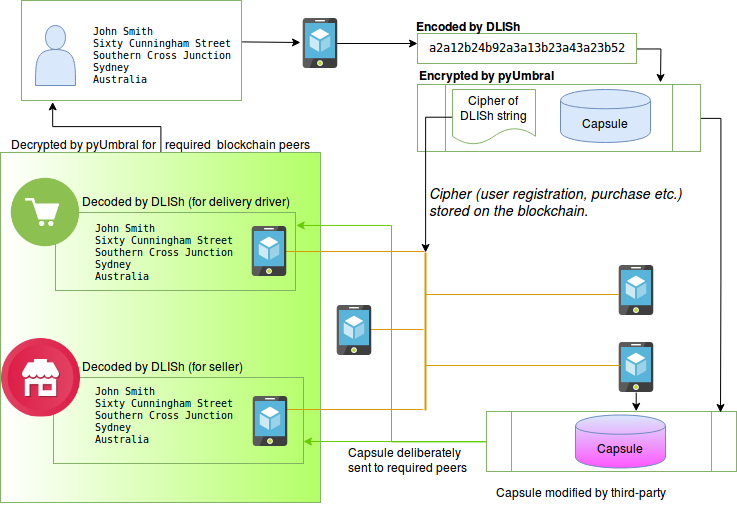 John Smith
Sixty Cunningham Street
Southern Cross Junction
Sydney
Australia
Encoded by DLISh
a2a12b24b92a3a13b23a43a23b52
Encrypted by pyUmbral
Cipher of
DLISh string
Capsule
Decrypted by pyUmbral for required blockchain peers
Cipher (user registration, purchase etc.)
stored on the blockchain.
Decoded by DLISh (for delivery driver)
John Smith
Sixty Cunningham Street
Southern Cross Junction
Sydney
Australia
Decoded by DLISh (for seller)
John Smith
Sixty Cunningham Street
Southern Cross Junction
Sydney
Australia
Capsule deliberately
sent to required peers
Capsule
Capsule modified by third-party